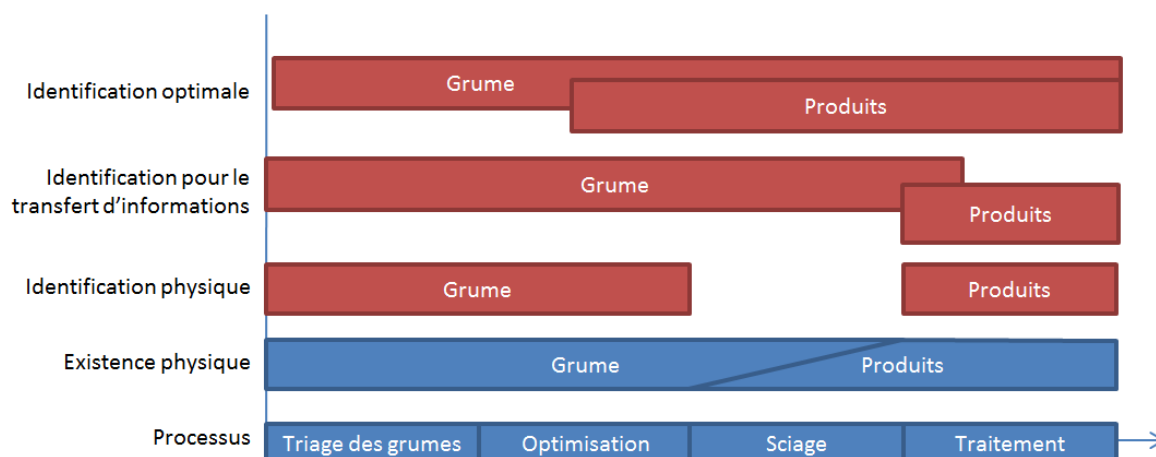 Identification optimale
Grume
Produits
Identification pour le
transfert d'informations
Grume
Produits
Identification physique
Grume
Produits
Existence physique
Grume
Produits
Processus
Triage des grumes
Optimisation
Sciage
Traitement